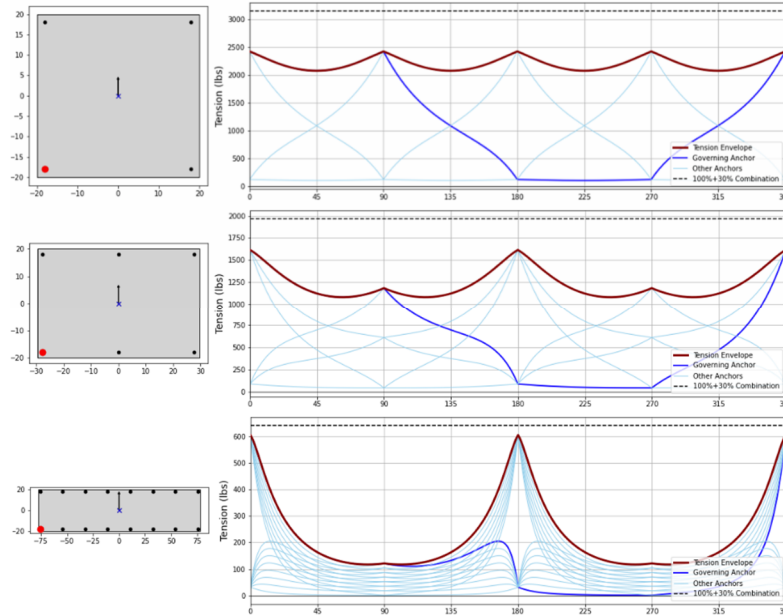 20
15
10
5
0
−5
−10
−15
−20
−20 −10 0 10 20
Tension (lbs)
3000
2500
2000
1500
1000
500
0
0 45 90 135 180 225 270 315
Tension Envelope
Governing Anchor
Other Anchors
100%+30% Combination
20
10
0
−10
−20
−30 −20 −10 0 10 20 30
Tension (lbs)
2000
1750
1500
1250
1000
750
500
250
0
0 45 90 135 180 225 270 315
Tension Envelope
Governing Anchor
Other Anchors
100%+30% Combination
20
0
−20
−75 −50 −25 0 25 50 75
Tension (lbs)
600
500
400
300
200
100
0
0 45 90 135 180 225 270 315
Tension Envelope
Governing Anchor
Other Anchors
100%+30% Combination